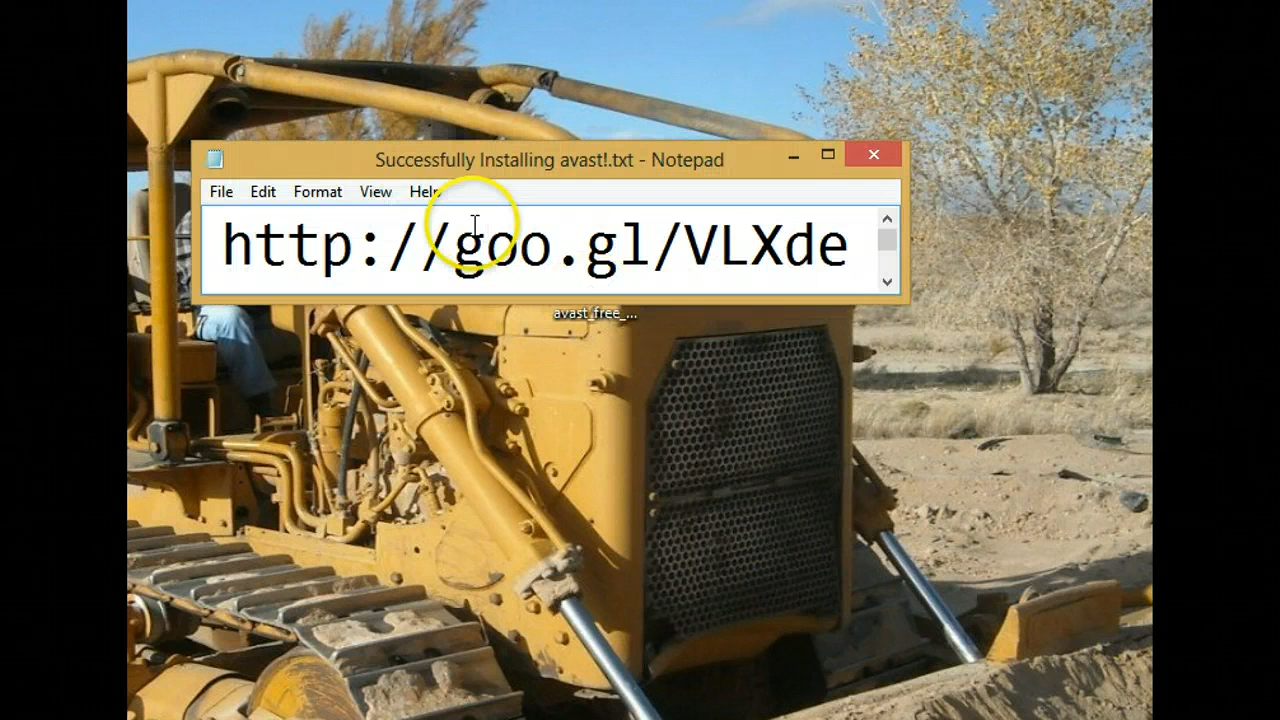 Successfully Installing avast!.txt - Notepad
File Edit Format View Help
http://goo.gl/VLXde
avast_free_...